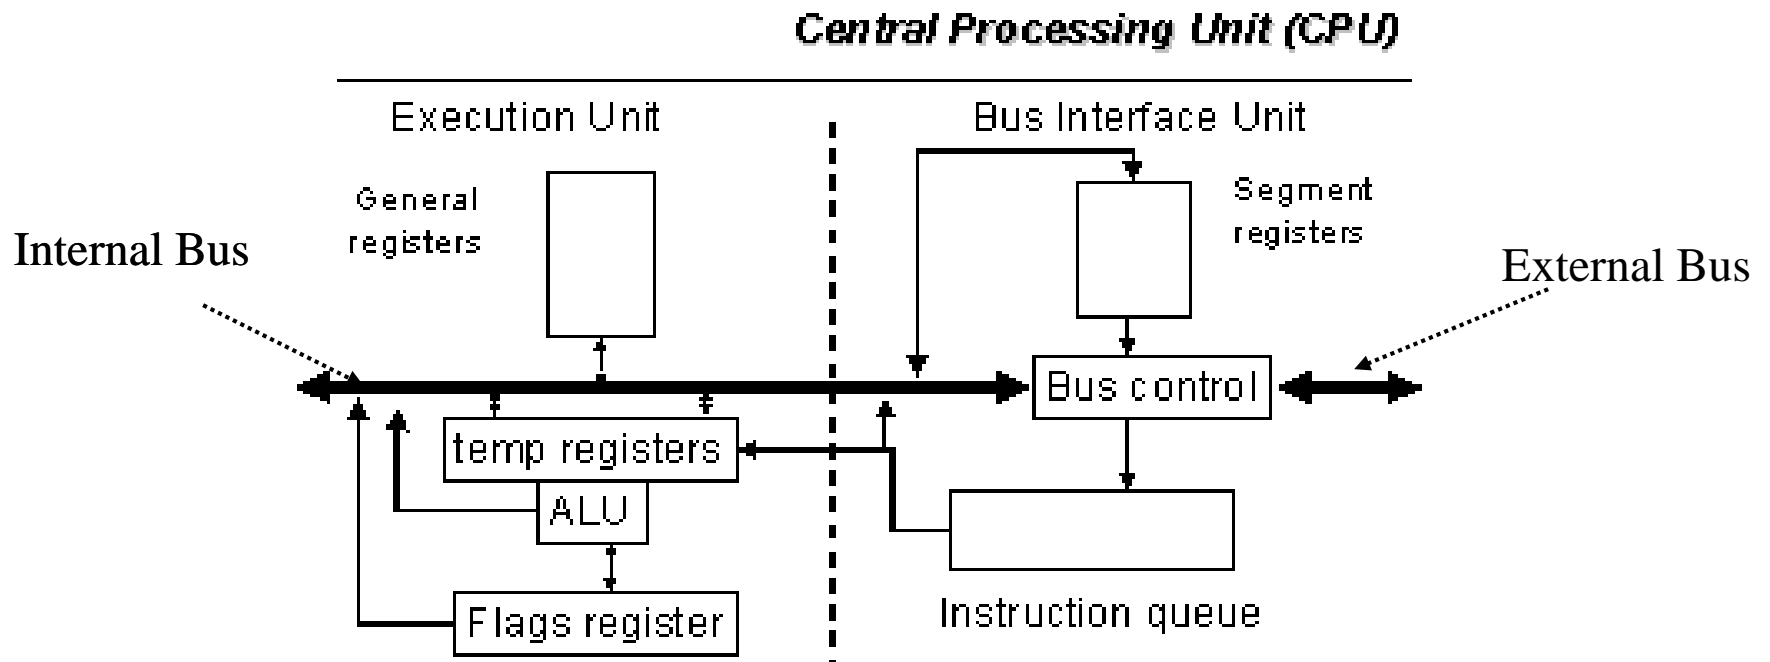 Central Processing Unit (CPU)
Execution Unit
Bus Interface Unit
General
registers
Segment
registers
Internal Bus
External Bus
Bus control
temp registers
ALU
Flags register
Instruction queue